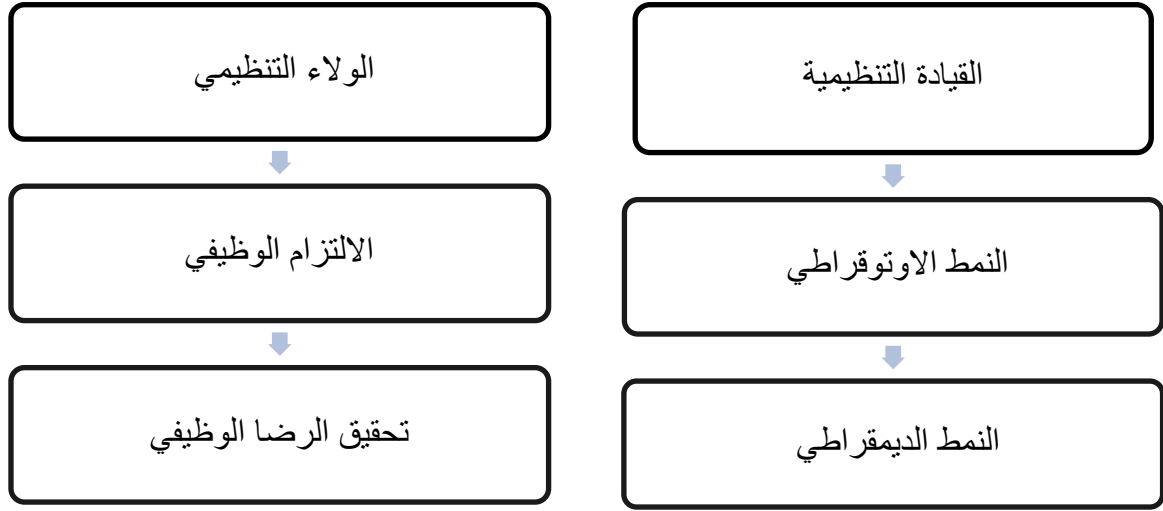 القيادة التنظيمية
النمط الاوتوقراطي
النمط الديمقراطي
الولاء التنظيمي
الالتزام الوظيفي
تحقيق الرضا الوظيفي